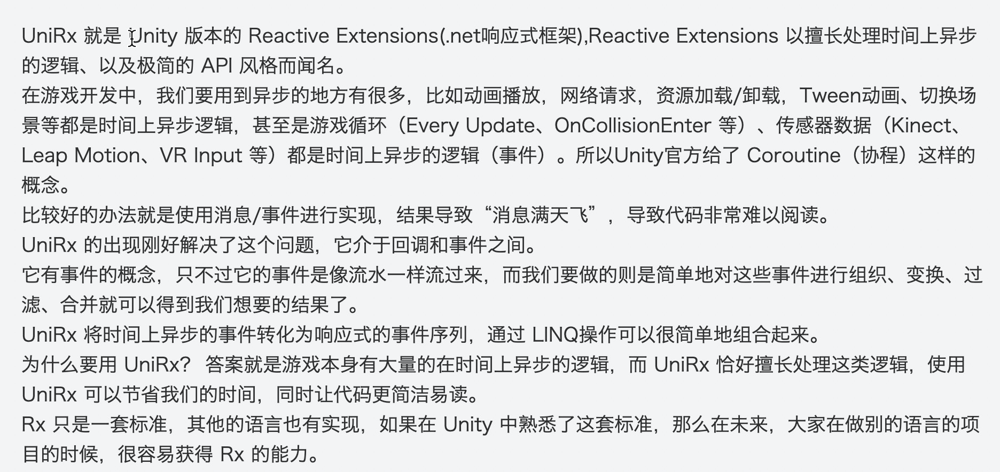 UniRx 就是 Unity 版本的 Reactive Extensions(.net响应式框架),Reactive Extensions 以擅长处理时间上异步
的逻辑、以及极简的 API 风格而闻名。
在游戏开发中，我们要用到异步的地方有很多，比如动画播放，网络请求，资源加载/卸载，Tween动画、切换场
景等都是时间上异步逻辑，甚至是游戏循环（Every Update、OnCollisionEnter 等）、传感器数据（Kinect、
Leap Motion、VR Input 等）都是时间上异步的逻辑（事件）。所以Unity官方给了 Coroutine（协程）这样的
概念。
比较好的办法就是使用消息/事件进行实现，结果导致“消息满天飞”，导致代码非常难以阅读。
UniRx 的出现刚好解决了这个问题，它介于回调和事件之间。
它有事件的概念，只不过它的事件是像流水一样流过来，而我们要做的则是简单地对这些事件进行组织、变换、过
滤、合并就可以得到我们想要的结果了。
UniRx 将时间上异步的事件转化为响应式的事件序列，通过 LINQ操作可以很简单地组合起来。
为什么要用 UniRx？ 答案就是游戏本身有大量的在时间上异步的逻辑，而 UniRx 恰好擅长处理这类逻辑，使用
UniRx 可以节省我们的时间，同时让代码更简洁易读。
Rx 只是一套标准，其他的语言也有实现，如果在 Unity 中熟悉了这套标准，那么在未来，大家在做别的语言的项
目的时候，很容易获得 Rx 的能力。